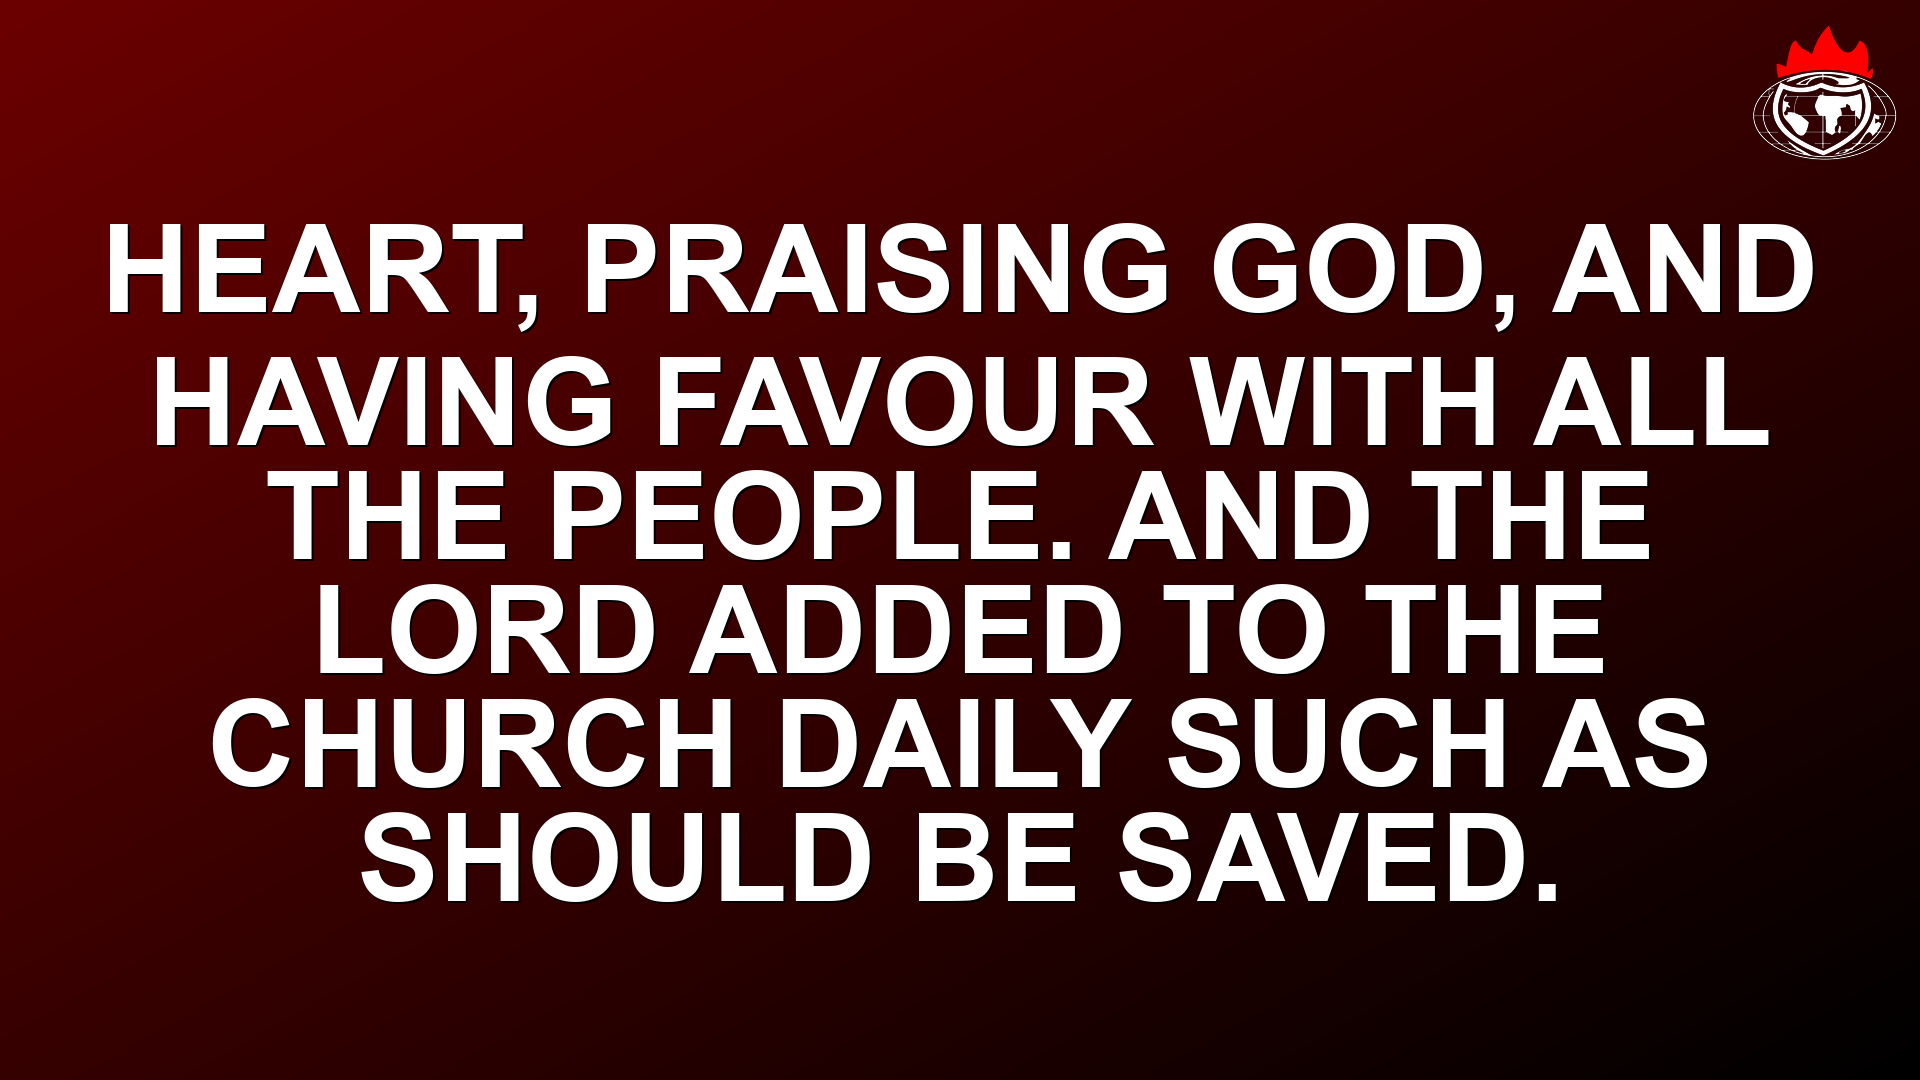 HEART, PRAISING GOD, AND
HAVING FAVOUR WITH ALL
THE PEOPLE. AND THE
LORD ADDED TO THE
CHURCH DAILY SUCH AS
SHOULD BE SAVED.